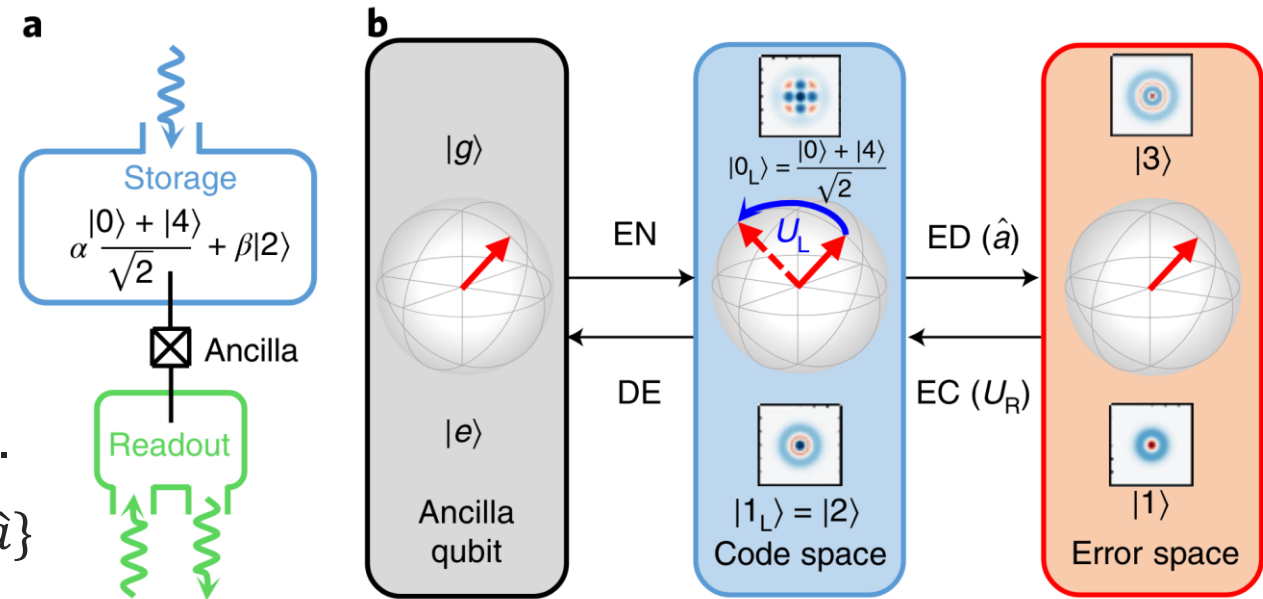 a
Storage
α (|0⟩ + |4⟩)/√2 + β|2⟩
Ancilla
Readout
.
â}
b
|g⟩
|e⟩
Ancilla
qubit
EN
DE
|0_L⟩ = (|0⟩ + |4⟩)/√2
U_L
|1_L⟩ = |2⟩
Code space
ED (â)
EC (U_R)
|3⟩
|1⟩
Error space